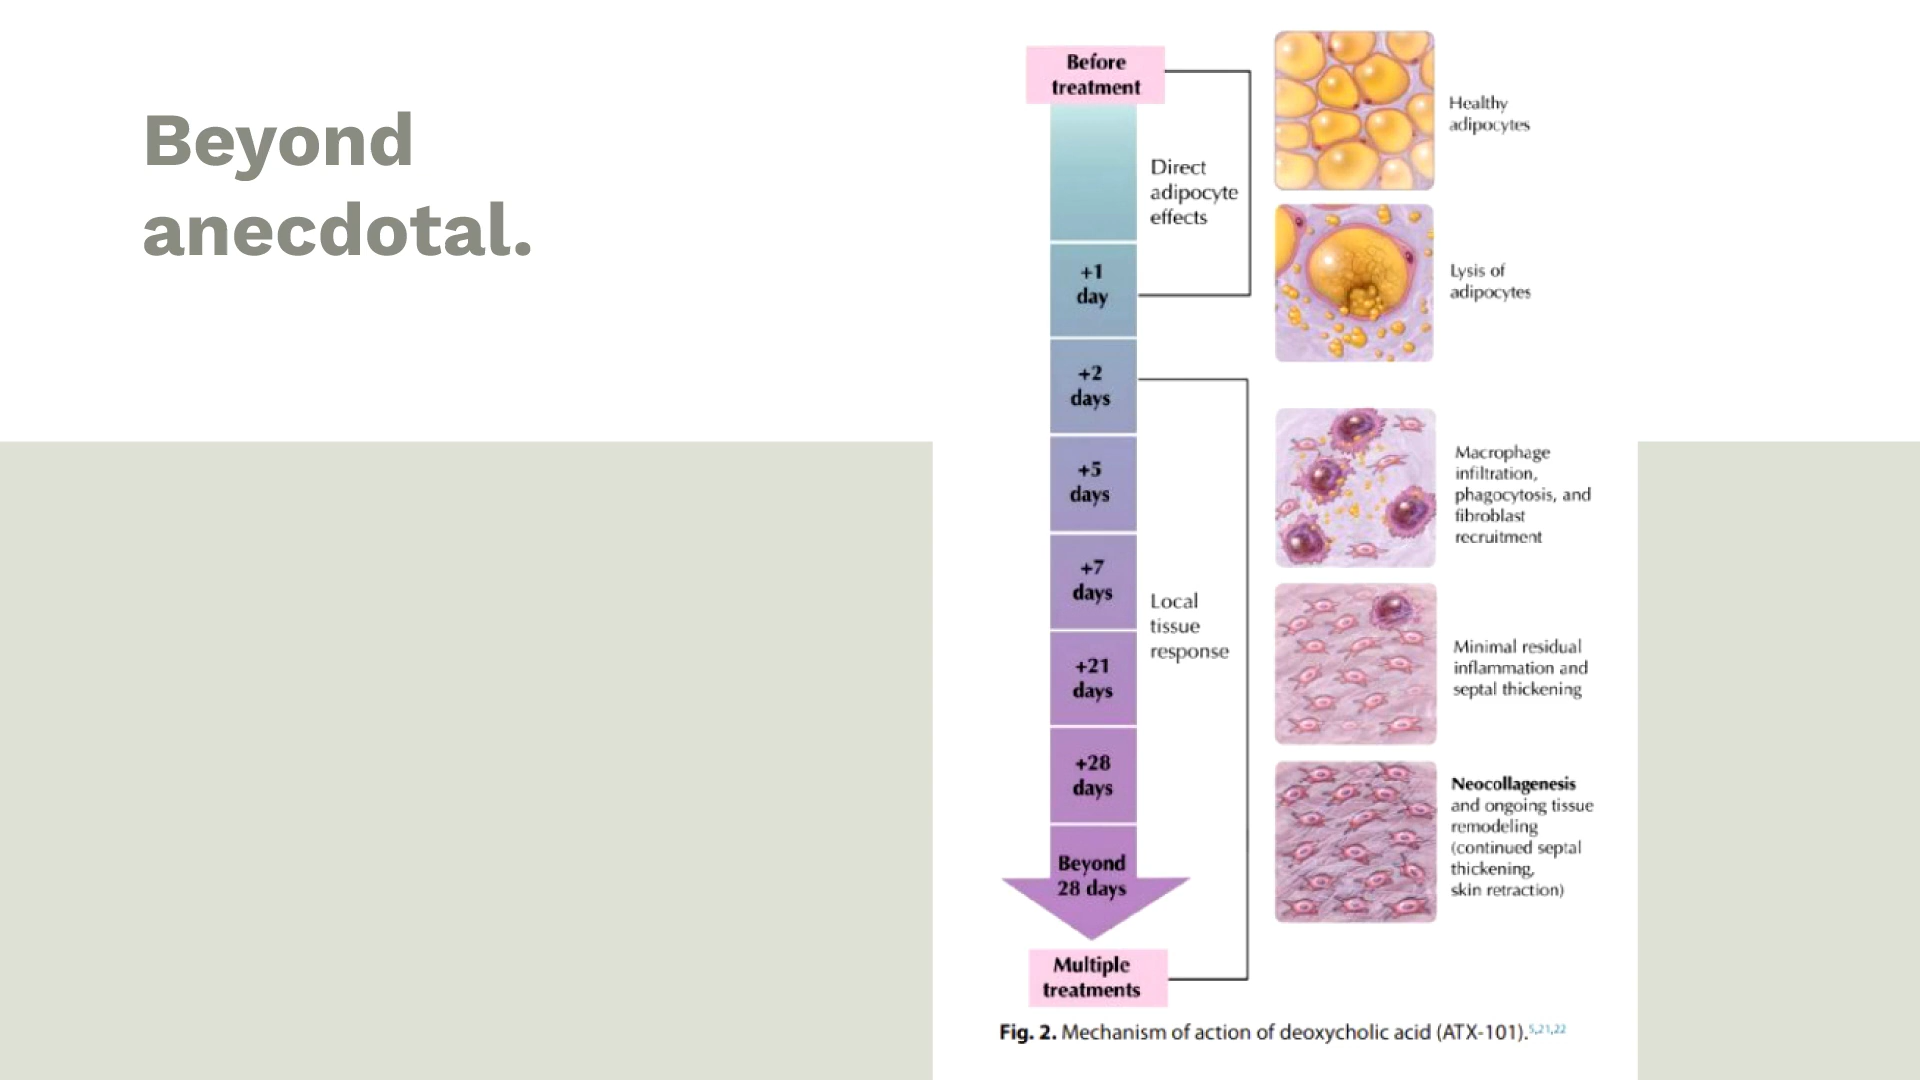 Beyond
anecdotal.
Before
treatment
Direct
adipocyte
effects
+1
day
+2
days
+5
days
+7
days
Local
tissue
response
+21
days
+28
days
Beyond
28 days
Multiple
treatments
Healthy
adipocytes
Lysis of
adipocytes
Macrophage
infiltration,
phagocytosis, and
fibroblast
recruitment
Minimal residual
inflammation and
septal thickening
Neocollagenesis
and ongoing tissue
remodeling
(continued septal
thickening,
skin retraction)
Fig. 2. Mechanism of action of deoxycholic acid (ATX-101).5,21,22